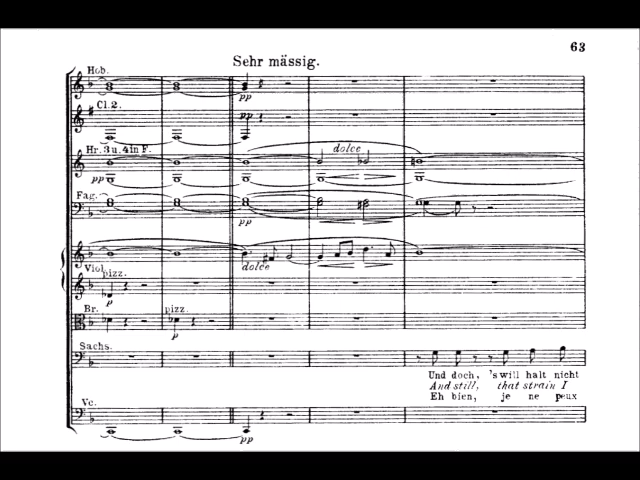 63
Sehr mässig.
Hob.
Cl.2.
pp
pp
Hr. 3 u. 4 in F.
dolce
pp
Fag.
pp
dolce
Viol.
pizz.
p
Br.
pizz.
p
Sachs.
Und doch, 's will halt nicht
And still, that strain I
Eh bien, je ne peux
Vc.
pp